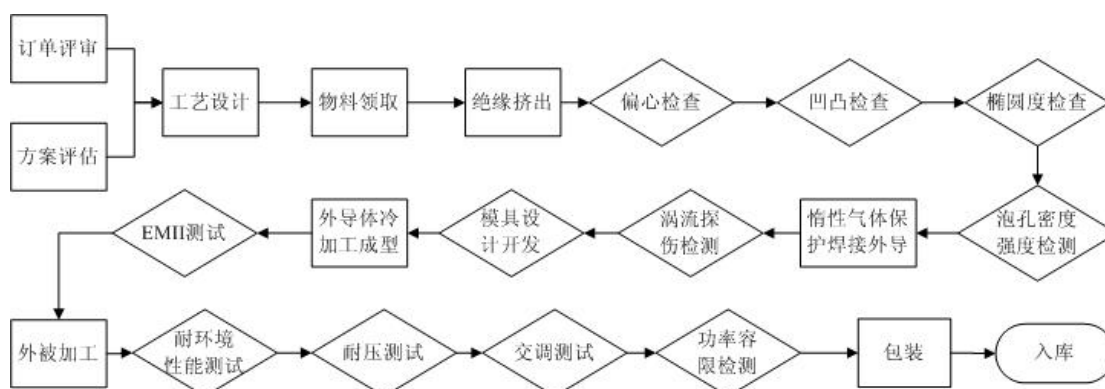 订单评审
方案评估
工艺设计
物料领取
绝缘挤出
偏心检查
凹凸检查
椭圆度检查
泡孔密度
强度检测
惰性气体保
护焊接外导
涡流探
伤检测
模具设
计开发
外导体冷
加工成型
EMII测试
外被加工
耐环境
性能测试
耐压测试
交调测试
功率容
限检测
包装
入库